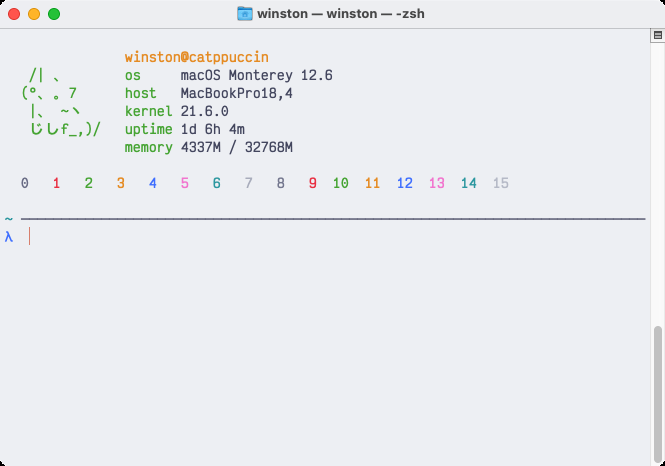 winston — winston — -zsh
winston@catppuccin
/| 、 os macOS Monterey 12.6
(°、 。7 host MacBookPro18,4
|、 ~ヽ kernel 21.6.0
じしf_,)/ uptime 1d 6h 4m
memory 4337M / 32768M
0 1 2 3 4 5 6 7 8 9 10 11 12 13 14 15
~
λ